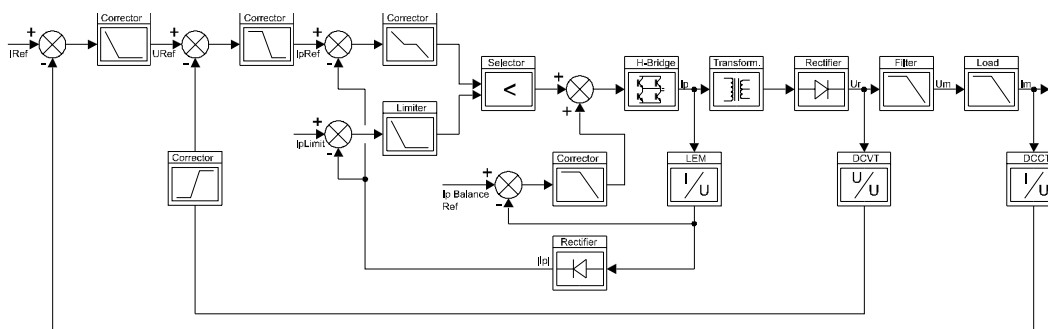 Corrector
Corrector
Corrector
IRef
URef
IpRef
Selector
<
H-Bridge
Ip
Transform.
Rectifier
Ur
Filter
Um
Load
Im
Limiter
IpLimit
Corrector
Corrector
LEM
I/U
DCVT
U/U
DCCT
I/U
Ip Balance
Ref
Rectifier
|Ip|